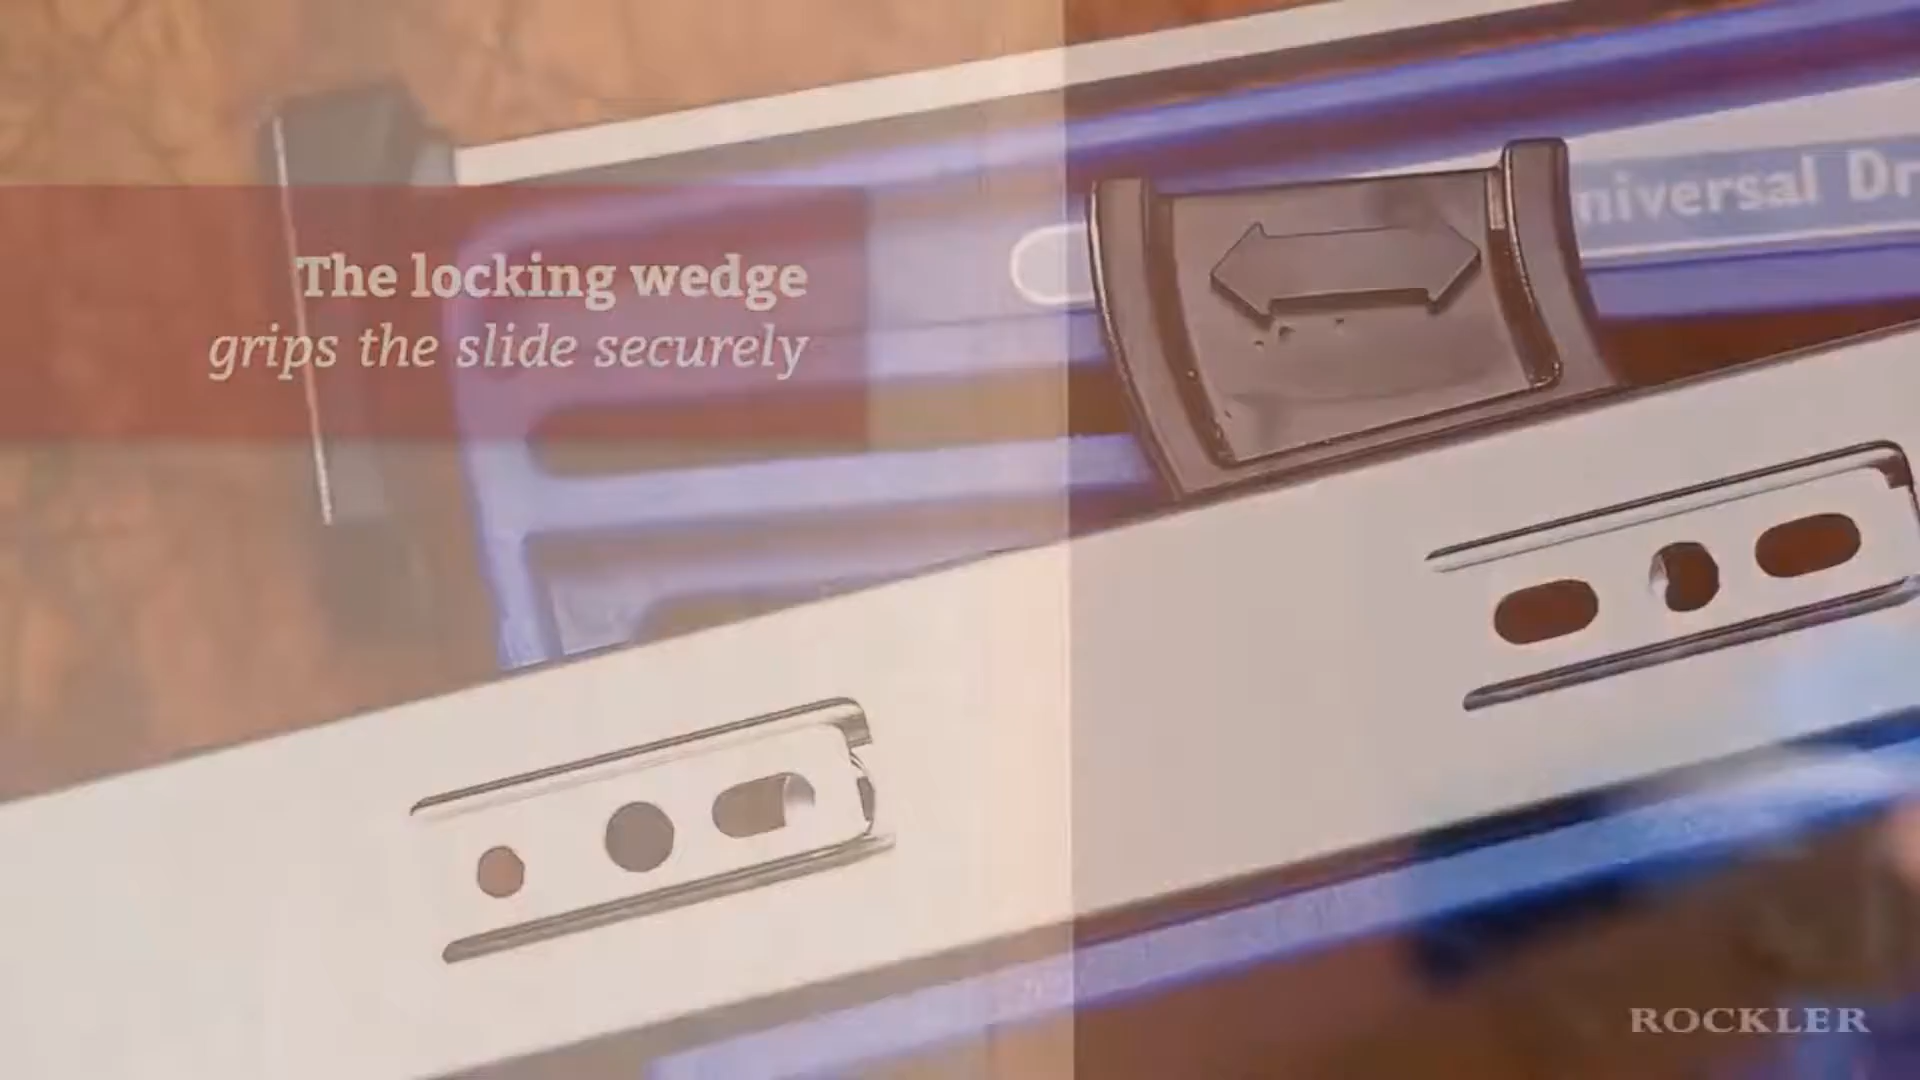 The locking wedge
grips the slide securely
niversal Dr
ROCKLER